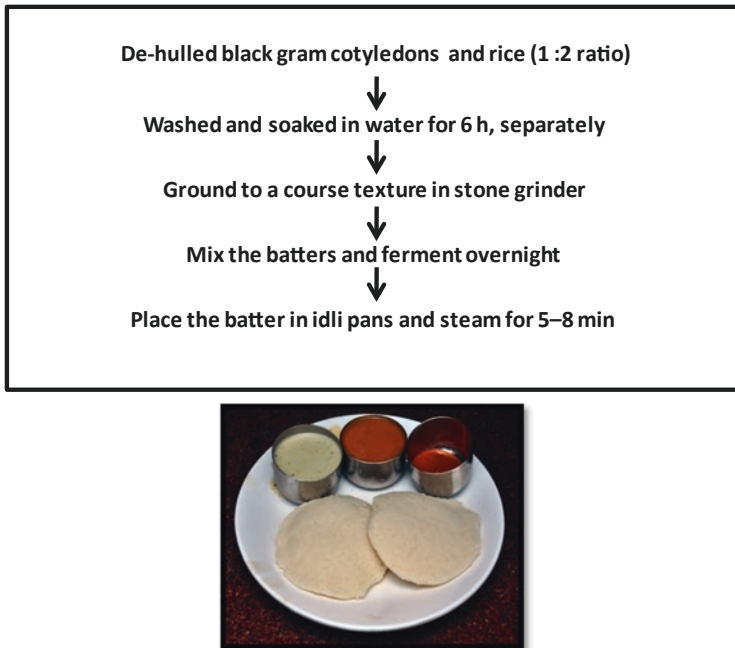 De-hulled black gram cotyledons and rice (1 :2 ratio)
Washed and soaked in water for 6 h, separately
Ground to a course texture in stone grinder
Mix the batters and ferment overnight
Place the batter in idli pans and steam for 5–8 min